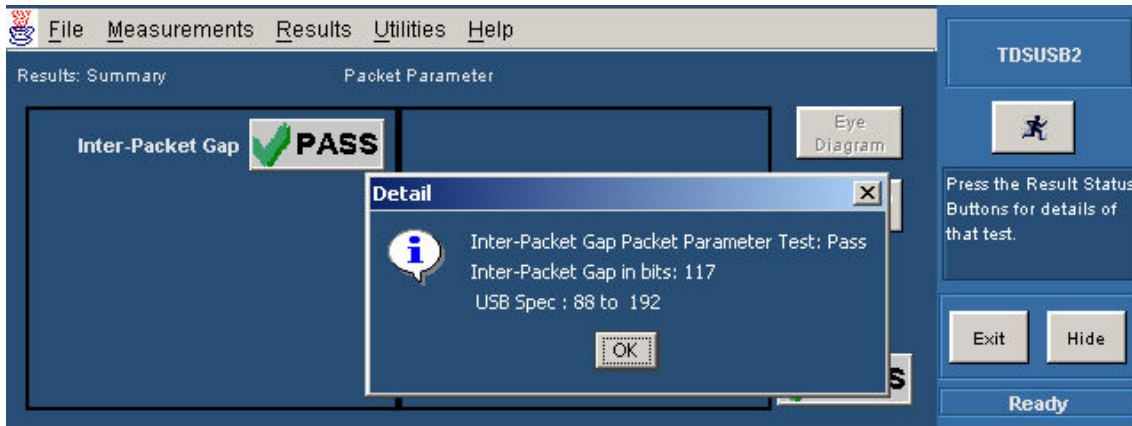 File Measurements Results Utilities Help
TDSUSB2
Results: Summary Packet Parameter
Inter-Packet Gap PASS
Eye
Diagram
Press the Result Status
Buttons for details of
that test.
Detail
Inter-Packet Gap Packet Parameter Test: Pass
Inter-Packet Gap in bits: 117
USB Spec : 88 to 192
OK
S
Exit Hide
Ready